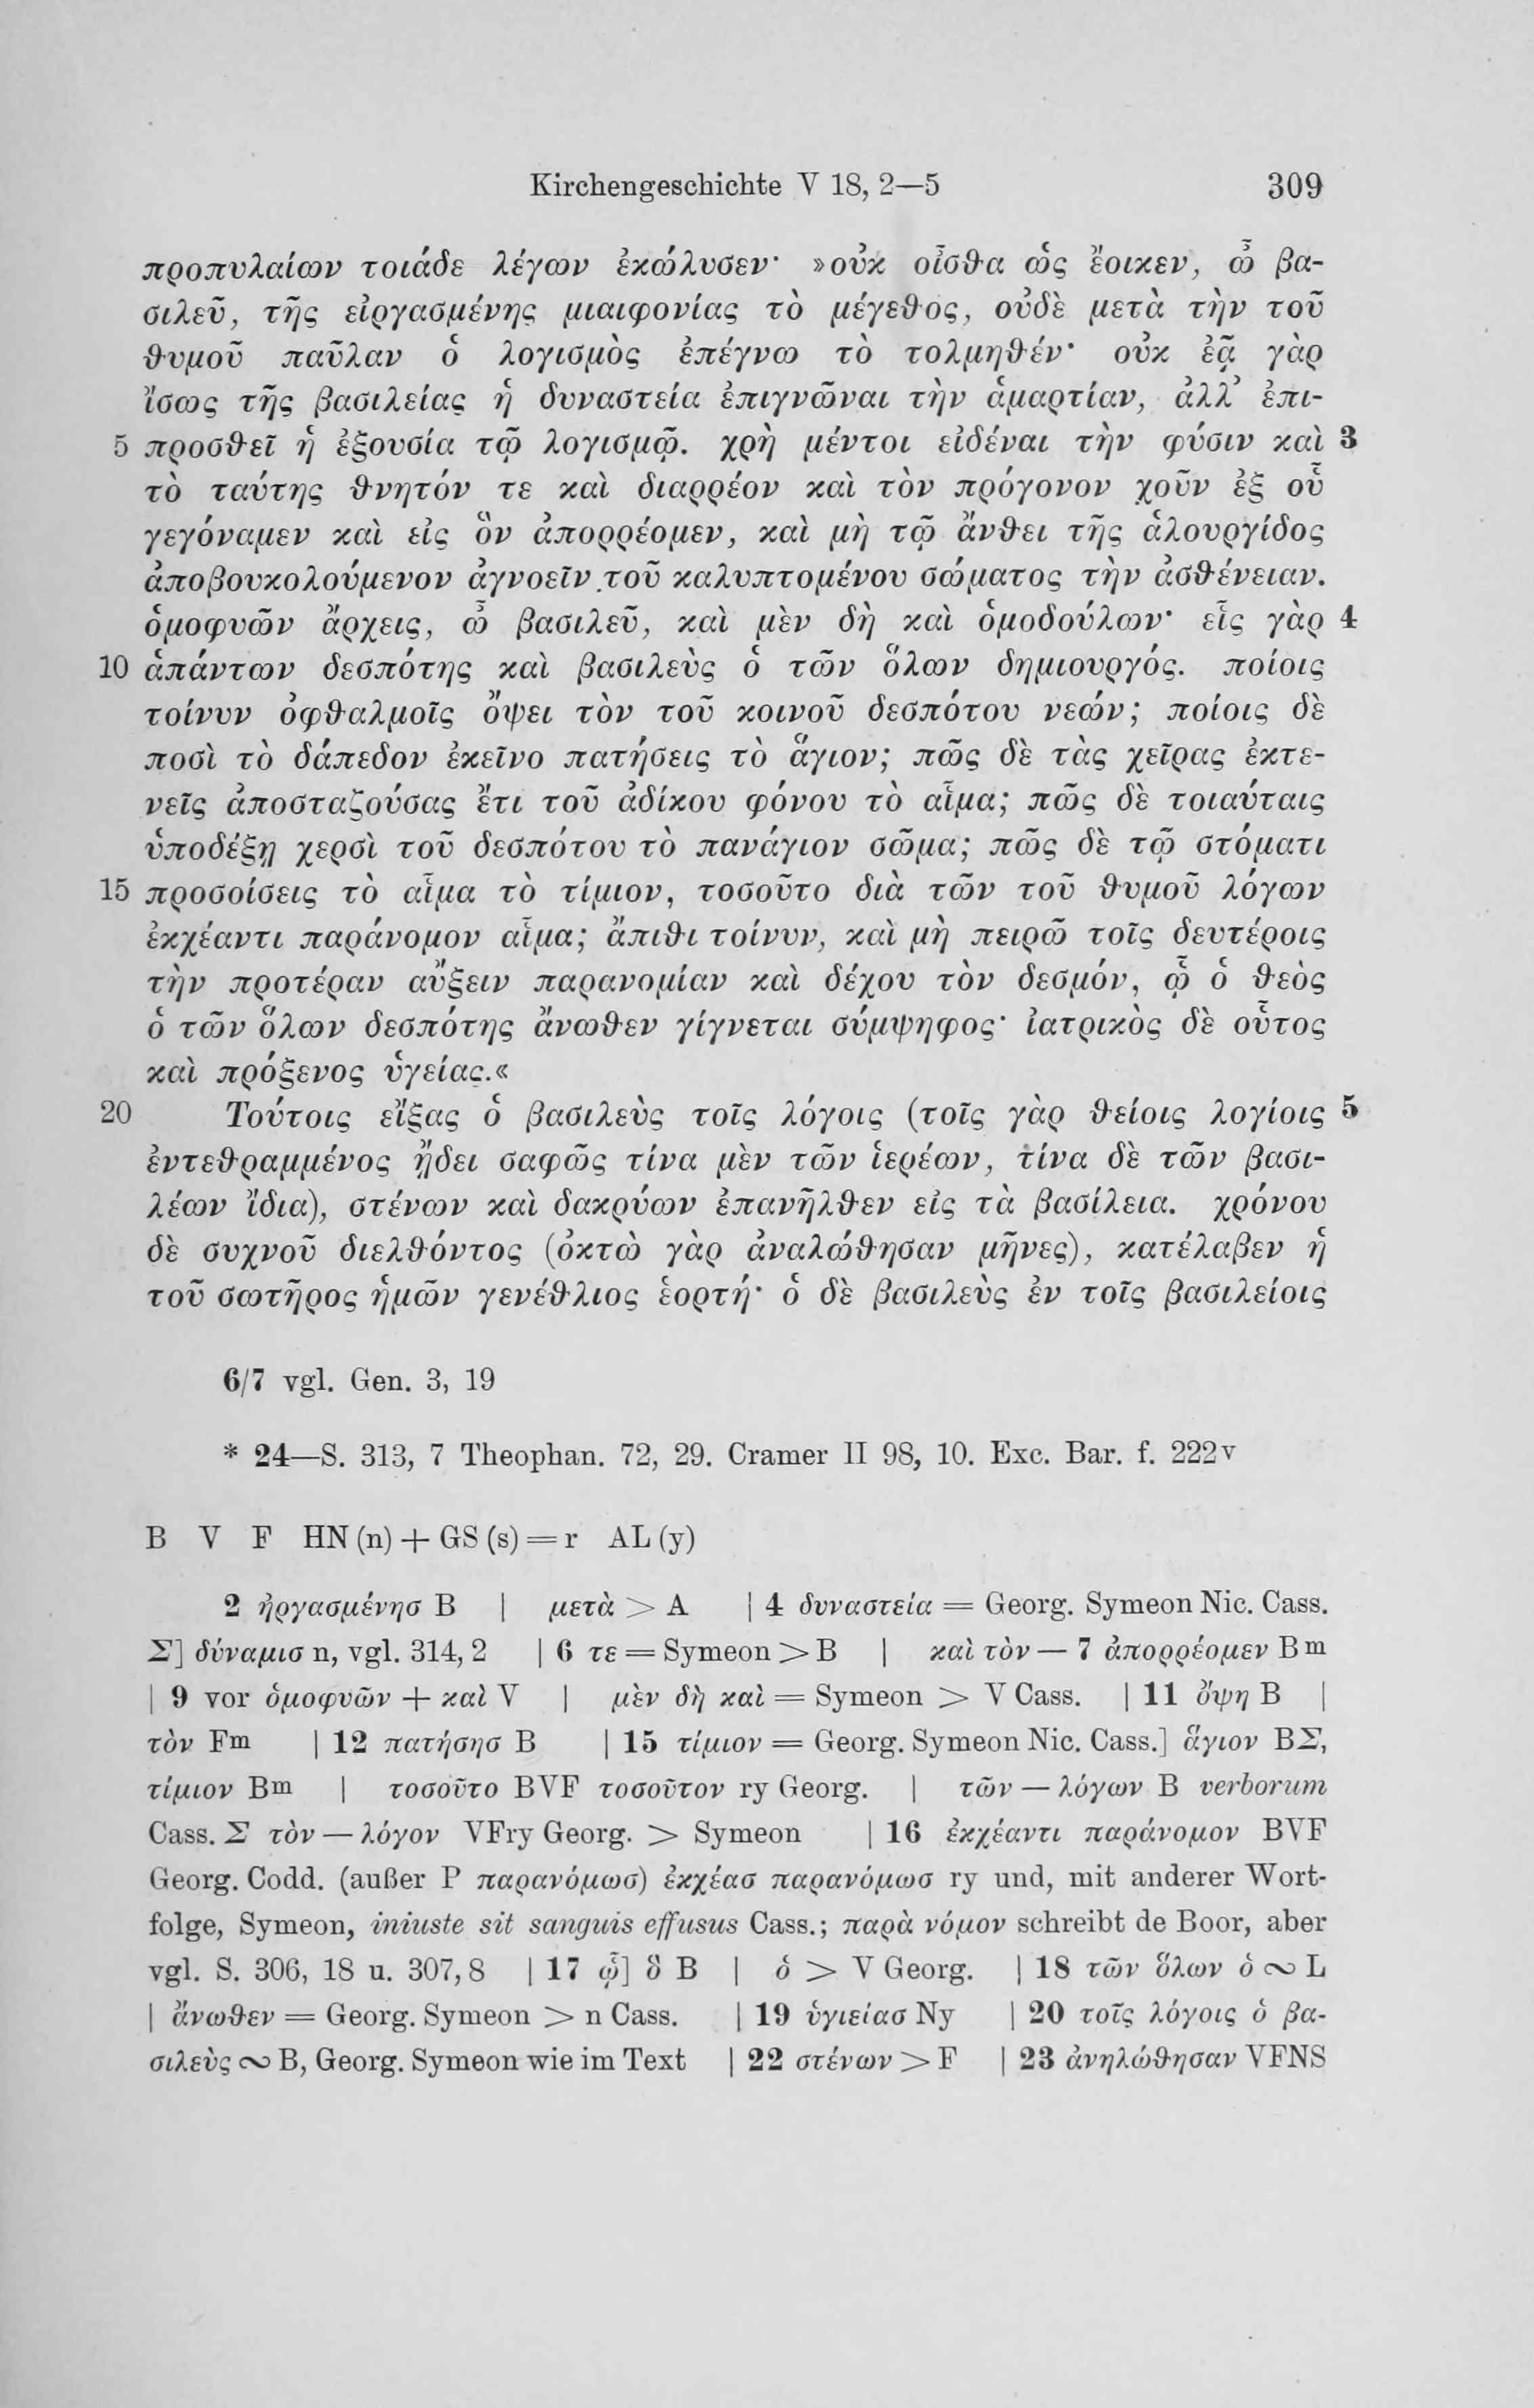 Kirchengeschichte V 18, 2—5 309
προπυλαίων τοιάδε λέγων ἐκώλυσεν· »οὐκ οἶσθα ὡς ἔοικεν, ὦ βα-
σιλεῦ, τῆς εἰργασμένης μιαιφονίας τὸ μέγεθος, οὐδὲ μετὰ τὴν τοῦ
θυμοῦ παῦλαν ὁ λογισμὸς ἐπέγνω τὸ τολμηθέν· οὐκ ἐᾷ γὰρ
ἴσως τῆς βασιλείας ἡ δυναστεία ἐπιγνῶναι τὴν ἁμαρτίαν, ἀλλ’ ἐπι-
5 προσθεῖ ἡ ἐξουσία τῷ λογισμῷ. χρὴ μέντοι εἰδέναι τὴν φύσιν καὶ 3
τὸ ταύτης θνητόν τε καὶ διαρρέον καὶ τὸν πρόγονον χοῦν ἐξ οὗ
γεγόναμεν καὶ εἰς ὃν ἀπορρέομεν, καὶ μὴ τῷ ἄνθει τῆς ἁλουργίδος
ἀποβουκολούμενον ἀγνοεῖν τοῦ καλυπτομένου σώματος τὴν ἀσθένειαν.
ὁμοφυῶν ἄρχεις, ὦ βασιλεῦ, καὶ μὲν δὴ καὶ ὁμοδούλων· εἷς γὰρ 4
10 ἁπάντων δεσπότης καὶ βασιλεὺς ὁ τῶν ὅλων δημιουργός. ποίοις
τοίνυν ὀφθαλμοῖς ὄψει τὸν τοῦ κοινοῦ δεσπότου νεών; ποίοις δὲ
ποσὶ τὸ δάπεδον ἐκεῖνο πατήσεις τὸ ἅγιον; πῶς δὲ τὰς χεῖρας ἐκτε-
νεῖς ἀποσταζούσας ἔτι τοῦ ἀδίκου φόνου τὸ αἷμα; πῶς δὲ τοιαύταις
ὑποδέξῃ χερσὶ τοῦ δεσπότου τὸ πανάγιον σῶμα; πῶς δὲ τῷ στόματι
15 προσοίσεις τὸ αἷμα τὸ τίμιον, τοσοῦτο διὰ τῶν τοῦ θυμοῦ λόγων
ἐκχέαντι παράνομον αἷμα; ἄπιθι τοίνυν, καὶ μὴ πειρῶ τοῖς δευτέροις
τὴν προτέραν αὔξειν παρανομίαν καὶ δέχου τὸν δεσμόν, ᾧ ὁ θεὸς
ὁ τῶν ὅλων δεσπότης ἄνωθεν γίγνεται σύμψηφος· ἰατρικὸς δὲ οὗτος
καὶ πρόξενος ὑγείας.«
20 Τούτοις εἴξας ὁ βασιλεὺς τοῖς λόγοις (τοῖς γὰρ θείοις λογίοις 5
ἐντεθραμμένος ᾔδει σαφῶς τίνα μὲν τῶν ἱερέων, τίνα δὲ τῶν βασι-
λέων ἴδια), στένων καὶ δακρύων ἐπανῆλθεν εἰς τὰ βασίλεια. χρόνου
δὲ συχνοῦ διελθόντος (ὀκτὼ γὰρ ἀναλώθησαν μῆνες), κατέλαβεν ἡ
τοῦ σωτῆρος ἡμῶν γενέθλιος ἑορτή· ὁ δὲ βασιλεὺς ἐν τοῖς βασιλείοις
6/7 vgl. Gen. 3, 19
* 24—S. 313, 7 Theophan. 72, 29. Cramer II 98, 10. Exc. Bar. f. 222v
B V F HN (n) + GS (s) = r AL (y)
2 ἠργασμένησ B | μετὰ > A | 4 δυναστεία = Georg. Symeon Nic. Cass.
Σ] δύναμισ n, vgl. 314, 2 | 6 τε = Symeon > B | καὶ τὸν — 7 ἀπορρέομεν Bm
| 9 vor ὁμοφυῶν + καὶ V | μὲν δὴ καὶ = Symeon > V Cass. | 11 ὄψη B |
τὸν Fm | 12 πατήσησ B | 15 τίμιον = Georg. Symeon Nic. Cass.] ἅγιον BΣ,
τίμιον Bm | τοσοῦτο BVF τοσοῦτον ry Georg. | τῶν — λόγων B verborum
Cass. Σ τὸν — λόγον VFry Georg. > Symeon | 16 ἐκχέαντι παράνομον BVF
Georg. Codd. (außer P παρανόμωσ) ἐκχέασ παρανόμωσ ry und, mit anderer Wort-
folge, Symeon, iniuste sit sanguis effusus Cass.; παρὰ νόμον schreibt de Boor, aber
vgl. S. 306, 18 u. 307, 8 | 17 ᾧ] ὃ B | ὁ > V Georg. | 18 τῶν ὅλων ὁ ∾ L
| ἄνωθεν = Georg. Symeon > n Cass. | 19 ὑγιείασ Ny | 20 τοῖς λόγοις ὁ βα-
σιλεὺς ∾ B, Georg. Symeon wie im Text | 22 στένων > F | 23 ἀνηλώθησαν VFNS